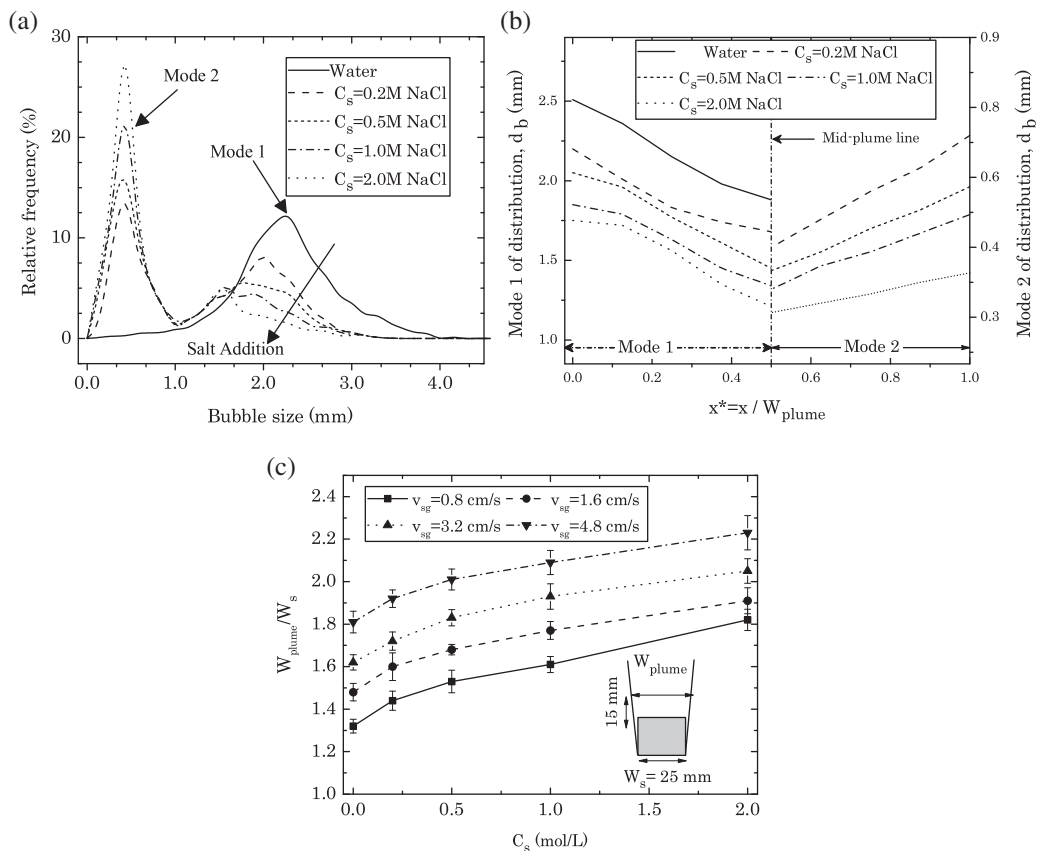 (a)
30
20
10
0
Relative frequency (%)
Mode 2
Mode 1
Salt Addition
Water
C_s=0.2M NaCl
C_s=0.5M NaCl
C_s=1.0M NaCl
C_s=2.0M NaCl
0.0 1.0 2.0 3.0 4.0
Bubble size (mm)
(b)
2.5
2.0
1.5
1.0
Mode 1 of distribution, d_b (mm)
Water C_s=0.2M NaCl
C_s=0.5M NaCl C_s=1.0M NaCl
C_s=2.0M NaCl
Mid-plume line
Mode 1 Mode 2
0.9
0.8
0.6
0.4
0.3
Mode 2 of distribution, d_b (mm)
0.0 0.2 0.4 0.6 0.8 1.0
x*=x / W_plume
(c)
2.4
2.2
2.0
1.8
1.6
1.4
1.2
1.0
W_plume/W_s
v_sg=0.8 cm/s v_sg=1.6 cm/s
v_sg=3.2 cm/s v_sg=4.8 cm/s
W_plume
15 mm
W_s= 25 mm
0.0 0.5 1.0 1.5 2.0
C_s (mol/L)